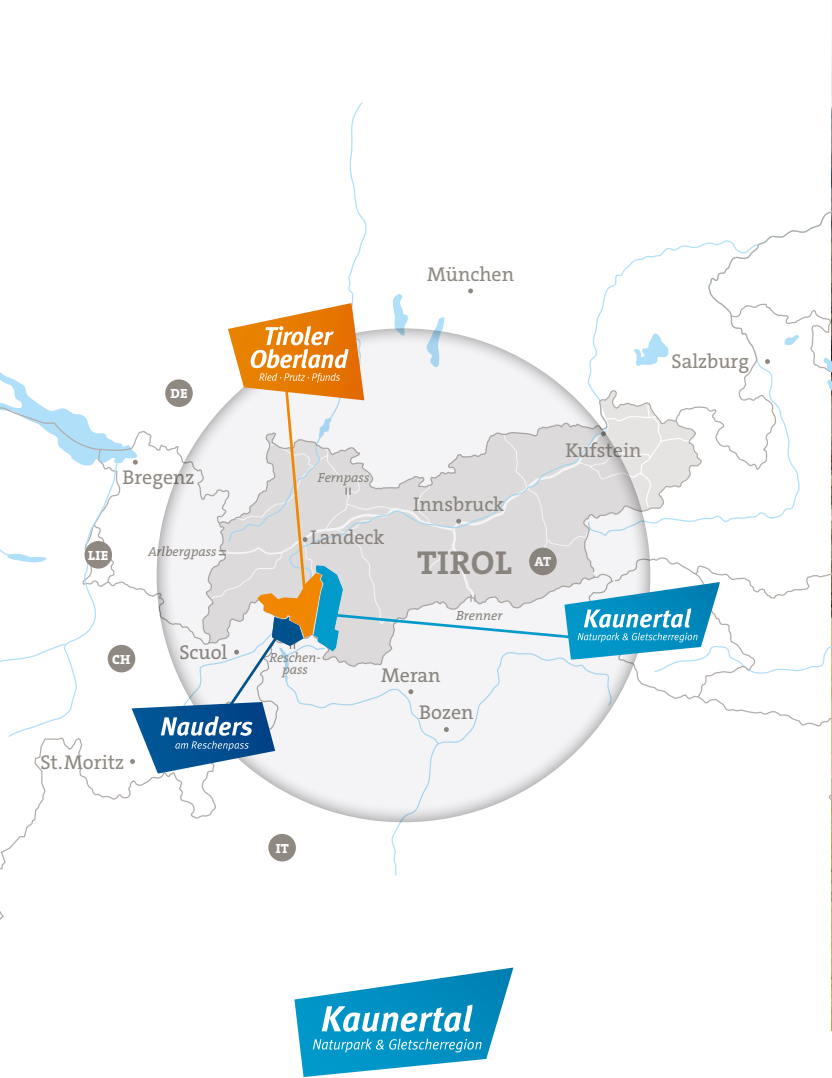 München
Tiroler
Oberland
Ried · Prutz · Pfunds
Salzburg
DE
Kufstein
Bregenz
Fernpass
Innsbruck
Landeck
Arlbergpass
LIE
TIROL
AT
Brenner
Kaunertal
Naturpark & Gletscherregion
Scuol
CH
Reschen-
pass
Meran
Bozen
Nauders
am Reschenpass
St.Moritz
IT
Kaunertal
Naturpark & Gletscherregion